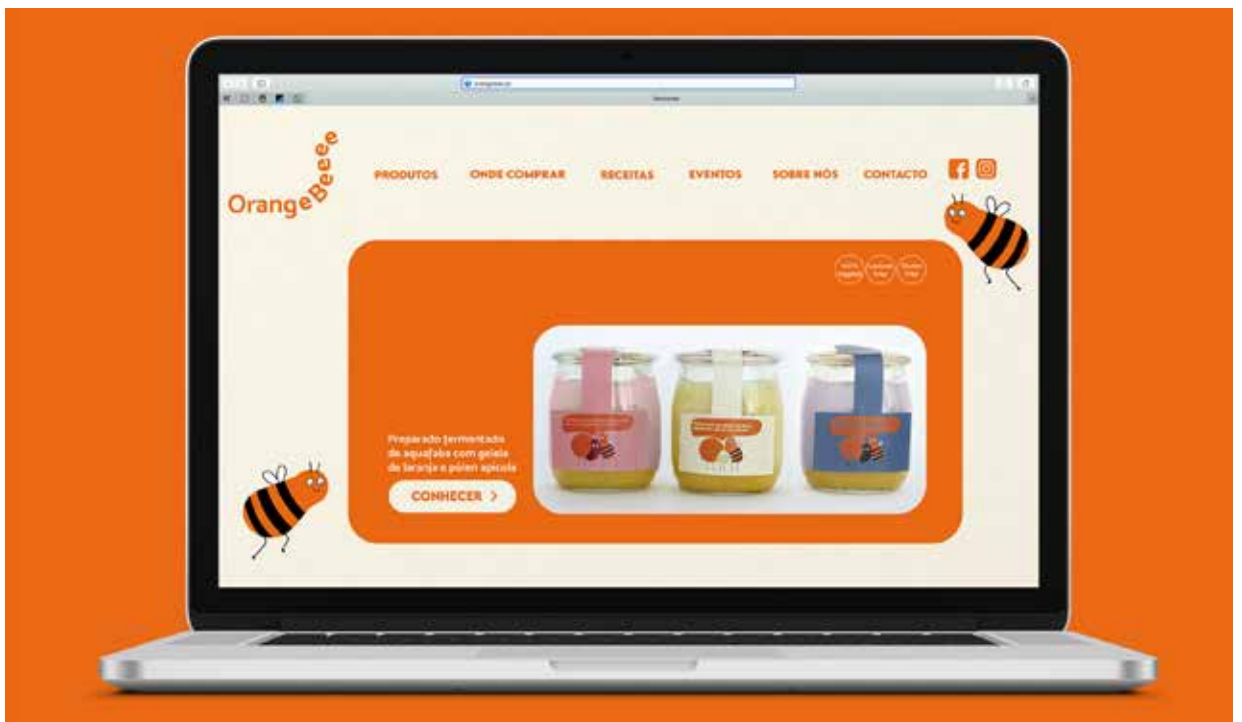 OrangeBeeee
PRODUTOS
ONDE COMPRAR
RECEITAS
EVENTOS
SOBRE NÓS
CONTACTO
Preparado fermentado
de aquafaba com geleia
de laranja e pólen apícola
CONHECER >